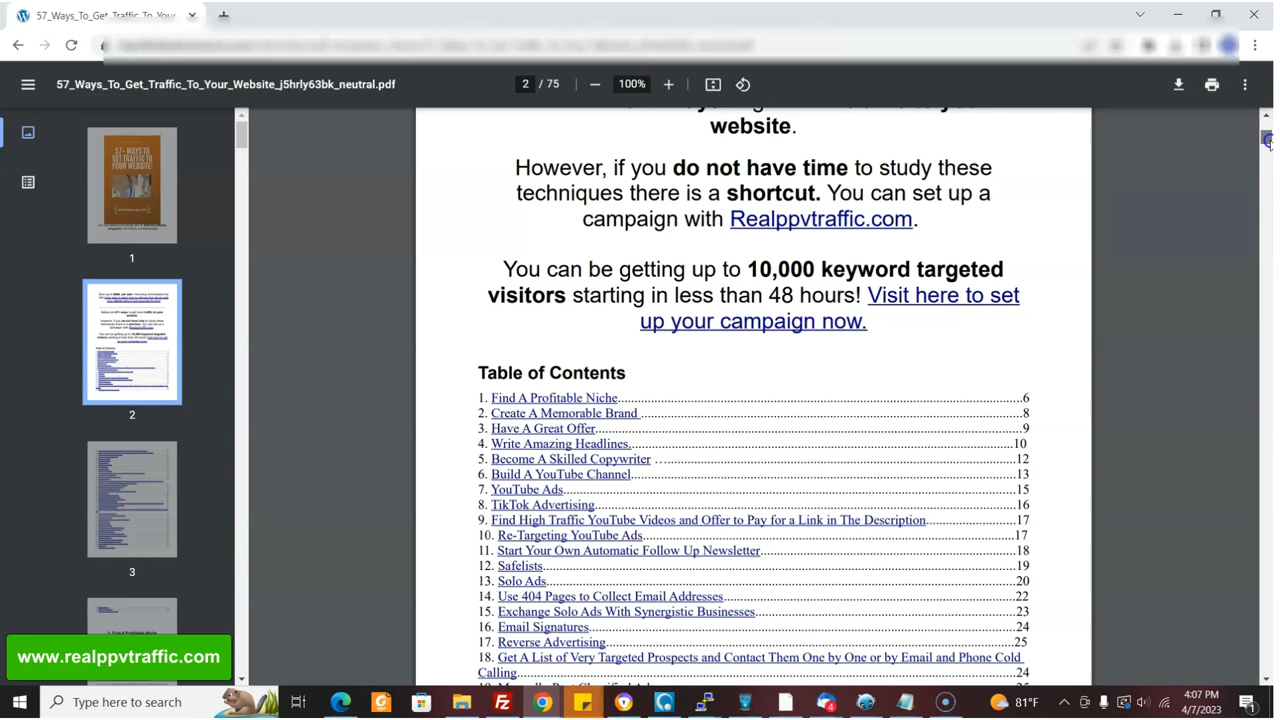 57_Ways_To_Get_Traffic_To_Your
57_Ways_To_Get_Traffic_To_Your_Website_j5hrly63bk_neutral.pdf
2 / 75
100%
website.
However, if you do not have time to study these
techniques there is a shortcut. You can set up a
campaign with Realppvtraffic.com.
You can be getting up to 10,000 keyword targeted
visitors starting in less than 48 hours! Visit here to set
up your campaign now.
Table of Contents
1. Find A Profitable Niche......6
2. Create A Memorable Brand ......8
3. Have A Great Offer......9
4. Write Amazing Headlines......10
5. Become A Skilled Copywriter ......12
6. Build A YouTube Channel......13
7. YouTube Ads......15
8. TikTok Advertising......16
9. Find High Traffic YouTube Videos and Offer to Pay for a Link in The Description......17
10. Re-Targeting YouTube Ads......17
11. Start Your Own Automatic Follow Up Newsletter......18
12. Safelists......19
13. Solo Ads......20
14. Use 404 Pages to Collect Email Addresses......22
15. Exchange Solo Ads With Synergistic Businesses......23
16. Email Signatures......24
17. Reverse Advertising......25
18. Get A List of Very Targeted Prospects and Contact Them One by One or by Email and Phone Cold
Calling......24
57+ WAYS TO
GET TRAFFIC TO
YOUR WEBSITE!
1
2
3
www.realppvtraffic.com
Type here to search
4
81°F
4:07 PM
4/7/2023
1